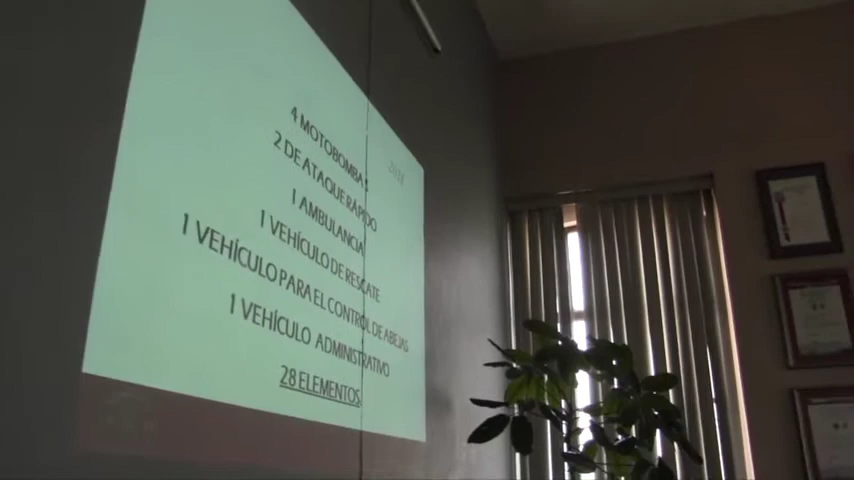 4 MOTOBOMBAS
2 DE ATAQUE RÁPIDO
1 AMBULANCIA
1 VEHÍCULO DE RESCATE
1 VEHÍCULO PARA EL CONTROL DE ABEJAS
1 VEHÍCULO ADMINISTRATIVO
28 ELEMENTOS